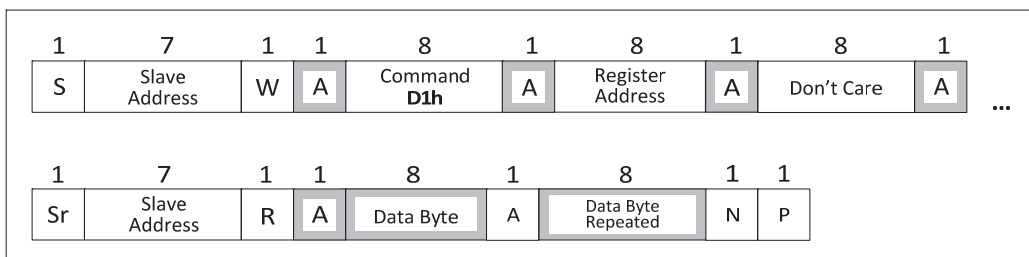 1 7 1 1 8 1 8 1 8 1
S Slave Address W A Command D1h A Register Address A Don't Care A ...
1 7 1 1 8 1 8 1 1
Sr Slave Address R A Data Byte A Data Byte Repeated N P